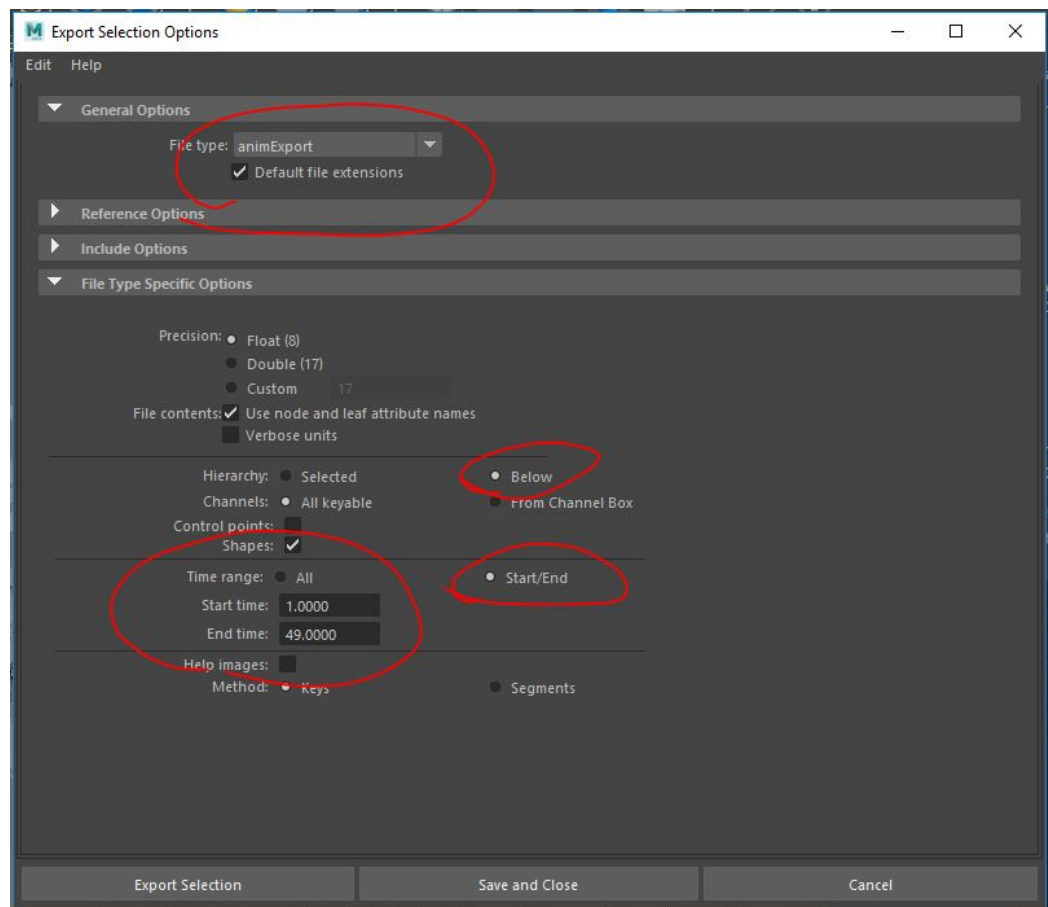 Export Selection Options
Edit Help
General Options
File type: animExport
Default file extensions
Reference Options
Include Options
File Type Specific Options
Precision: Float (8)
Double (17)
Custom 17
File contents: Use node and leaf attribute names
Verbose units
Hierarchy: Selected Below
Channels: All keyable From Channel Box
Control points:
Shapes:
Time range: All Start/End
Start time: 1.0000
End time: 49.0000
Help images:
Method: Keys Segments
Export Selection Save and Close Cancel